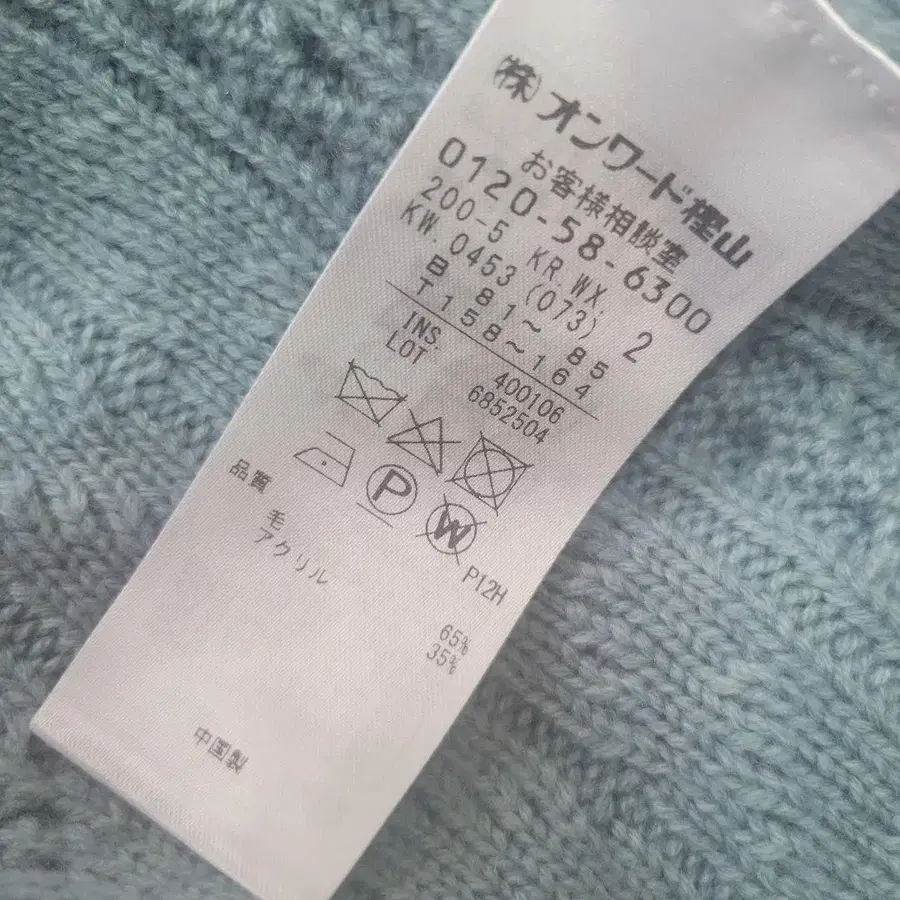 (株)オンワード樫山
お客様相談室
0120-58-6300
200-5 KR.WX. 2
KW.0453(073)
B 81～ 85
T158～164
INS. 400106
LOT 6852504
P
W
P12H
品質
毛 65%
アクリル 35%
中国製